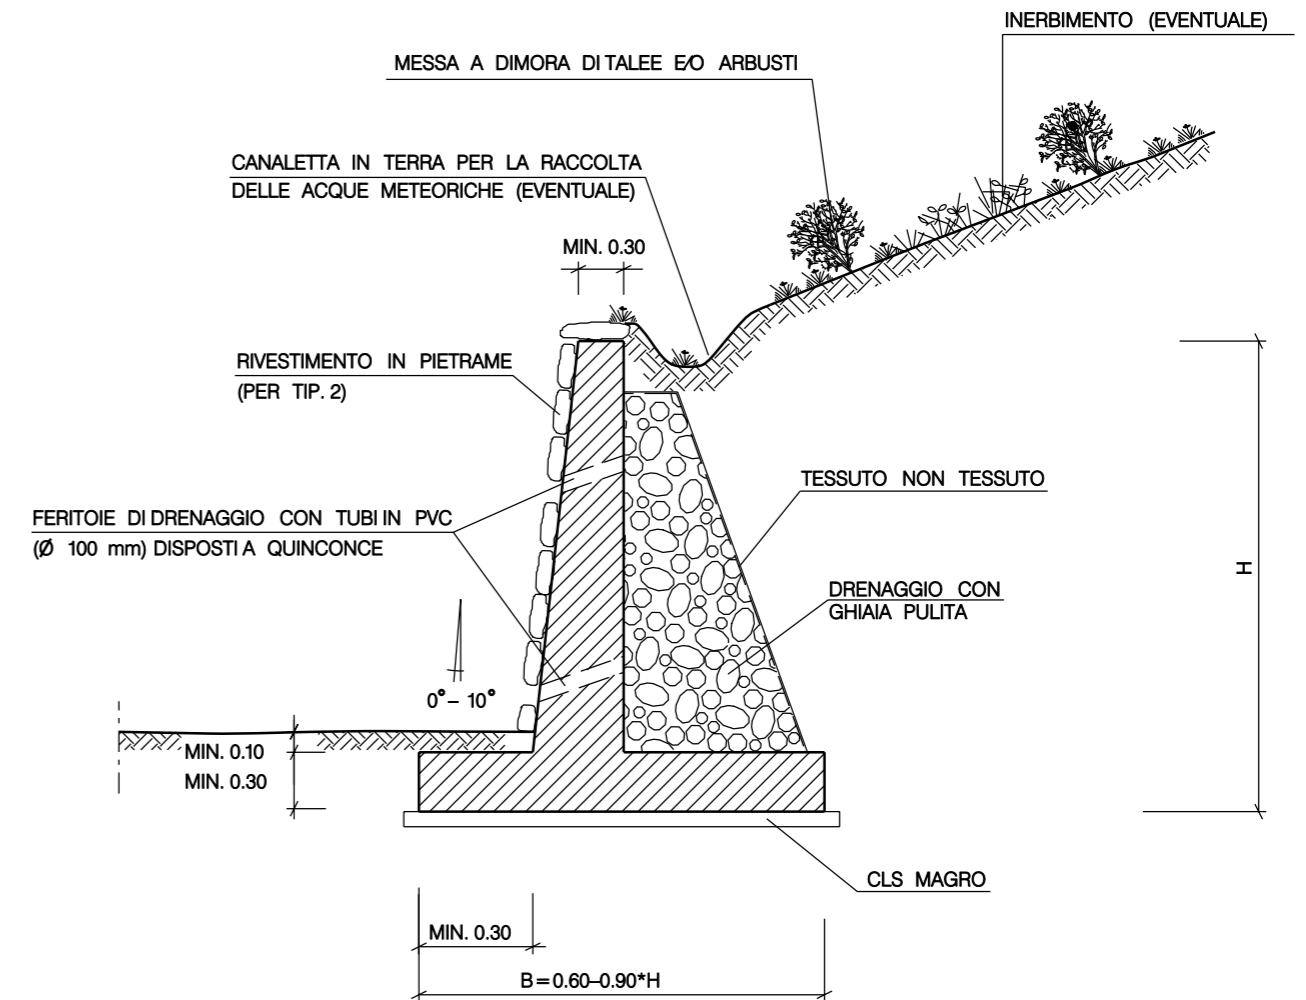 INERBIMENTO (EVENTUALE)
MESSA A DIMORA DI TALEE E/O ARBUSTI
CANALETTA IN TERRA PER LA RACCOLTA
DELLE ACQUE METEORICHE (EVENTUALE)
MIN. 0.30
RIVESTIMENTO IN PIETRAME
(PER TIP. 2)
TESSUTO NON TESSUTO
FERITOIE DI DRENAGGIO CON TUBI IN PVC
(Ø 100 mm) DISPOSTI A QUINCONCE
H
DRENAGGIO CON
GHIAIA PULITA
0° – 10°
MIN. 0.10
MIN. 0.30
CLS MAGRO
MIN. 0.30
B=0.60–0.90*H